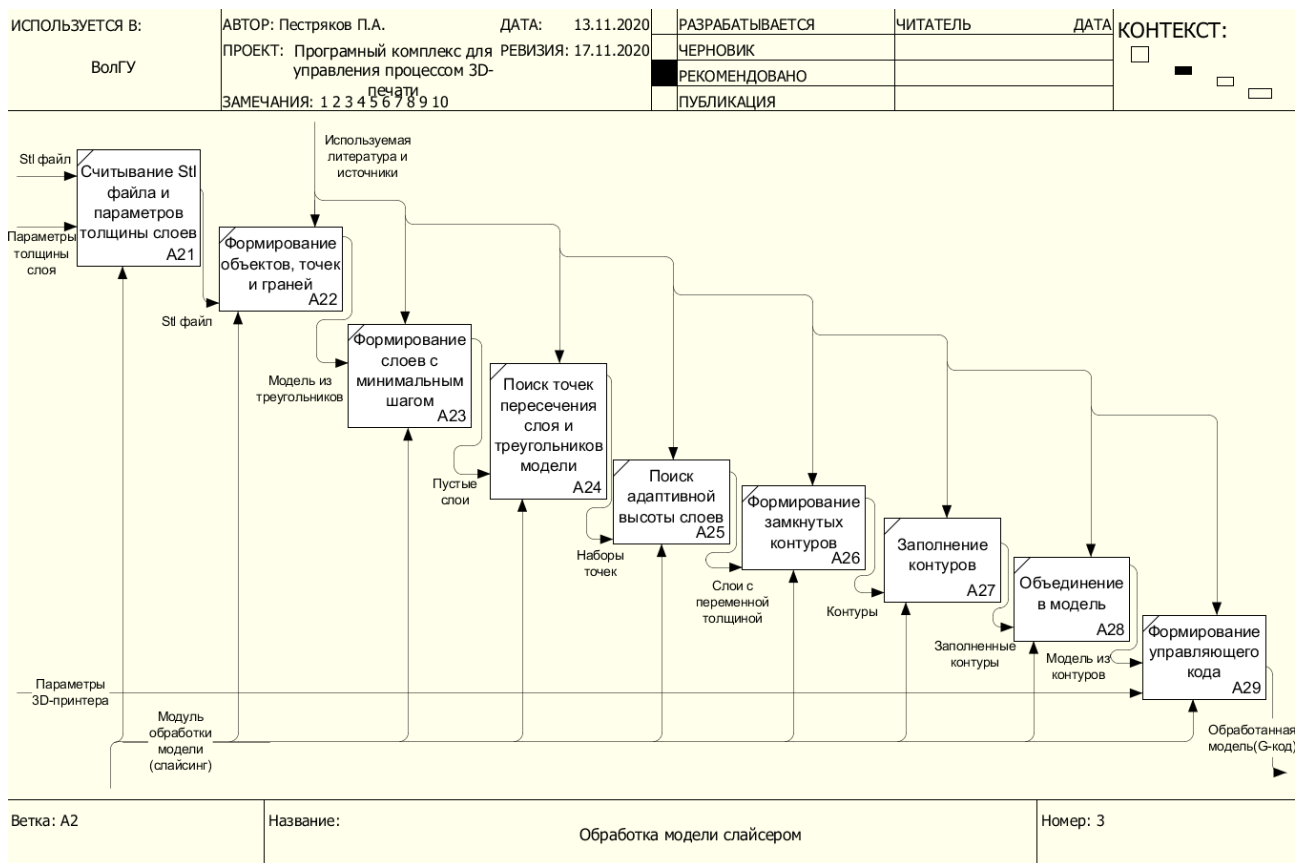 ИСПОЛЬЗУЕТСЯ В:
ВолГУ
АВТОР: Пестряков П.А.
ДАТА: 13.11.2020
ПРОЕКТ: Програмный комплекс для
управления процессом 3D-
печати
РЕВИЗИЯ: 17.11.2020
ЗАМЕЧАНИЯ: 1 2 3 4 5 6 7 8 9 10
РАЗРАБАТЫВАЕТСЯ
ЧЕРНОВИК
РЕКОМЕНДОВАНО
ПУБЛИКАЦИЯ
ЧИТАТЕЛЬ
ДАТА
КОНТЕКСТ:
Stl файл
Параметры
толщины
слоя
Считывание Stl
файла и
параметров
толщины слоев
A21
Используемая
литература и
источники
Stl файл
Формирование
объектов, точек
и граней
A22
Модель из
треугольников
Формирование
слоев с
минимальным
шагом
A23
Пустые
слои
Поиск точек
пересечения
слоя и
треугольников
модели
A24
Наборы
точек
Поиск
адаптивной
высоты слоев
A25
Слои с
переменной
толщиной
Формирование
замкнутых
контуров
A26
Контуры
Заполнение
контуров
A27
Заполненные
контуры
Объединение
в модель
A28
Модель из
контуров
Формирование
управляющего
кода
A29
Параметры
3D-принтера
Модуль
обработки
модели
(слайсинг)
Обработанная
модель(G-код)
Ветка: A2
Название:
Обработка модели слайсером
Номер: 3